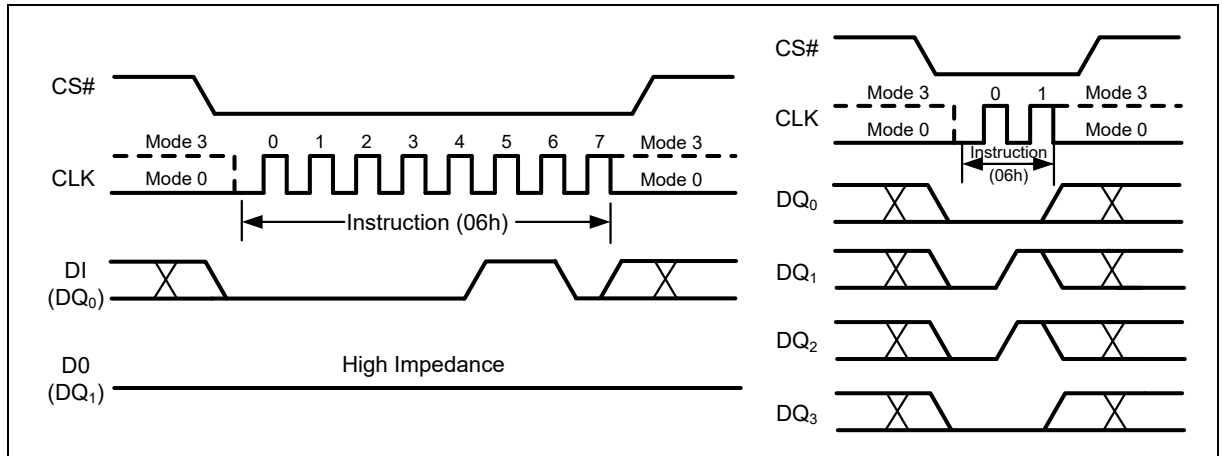 CS#
Mode 3 0 1 2 3 4 5 6 7 Mode 3
CLK
Mode 0 Mode 0
Instruction (06h)
DI
(DQ0)
D0
(DQ1)
High Impedance
CS#
Mode 3 0 1 Mode 3
CLK
Mode 0 Mode 0
Instruction
(06h)
DQ0
DQ1
DQ2
DQ3